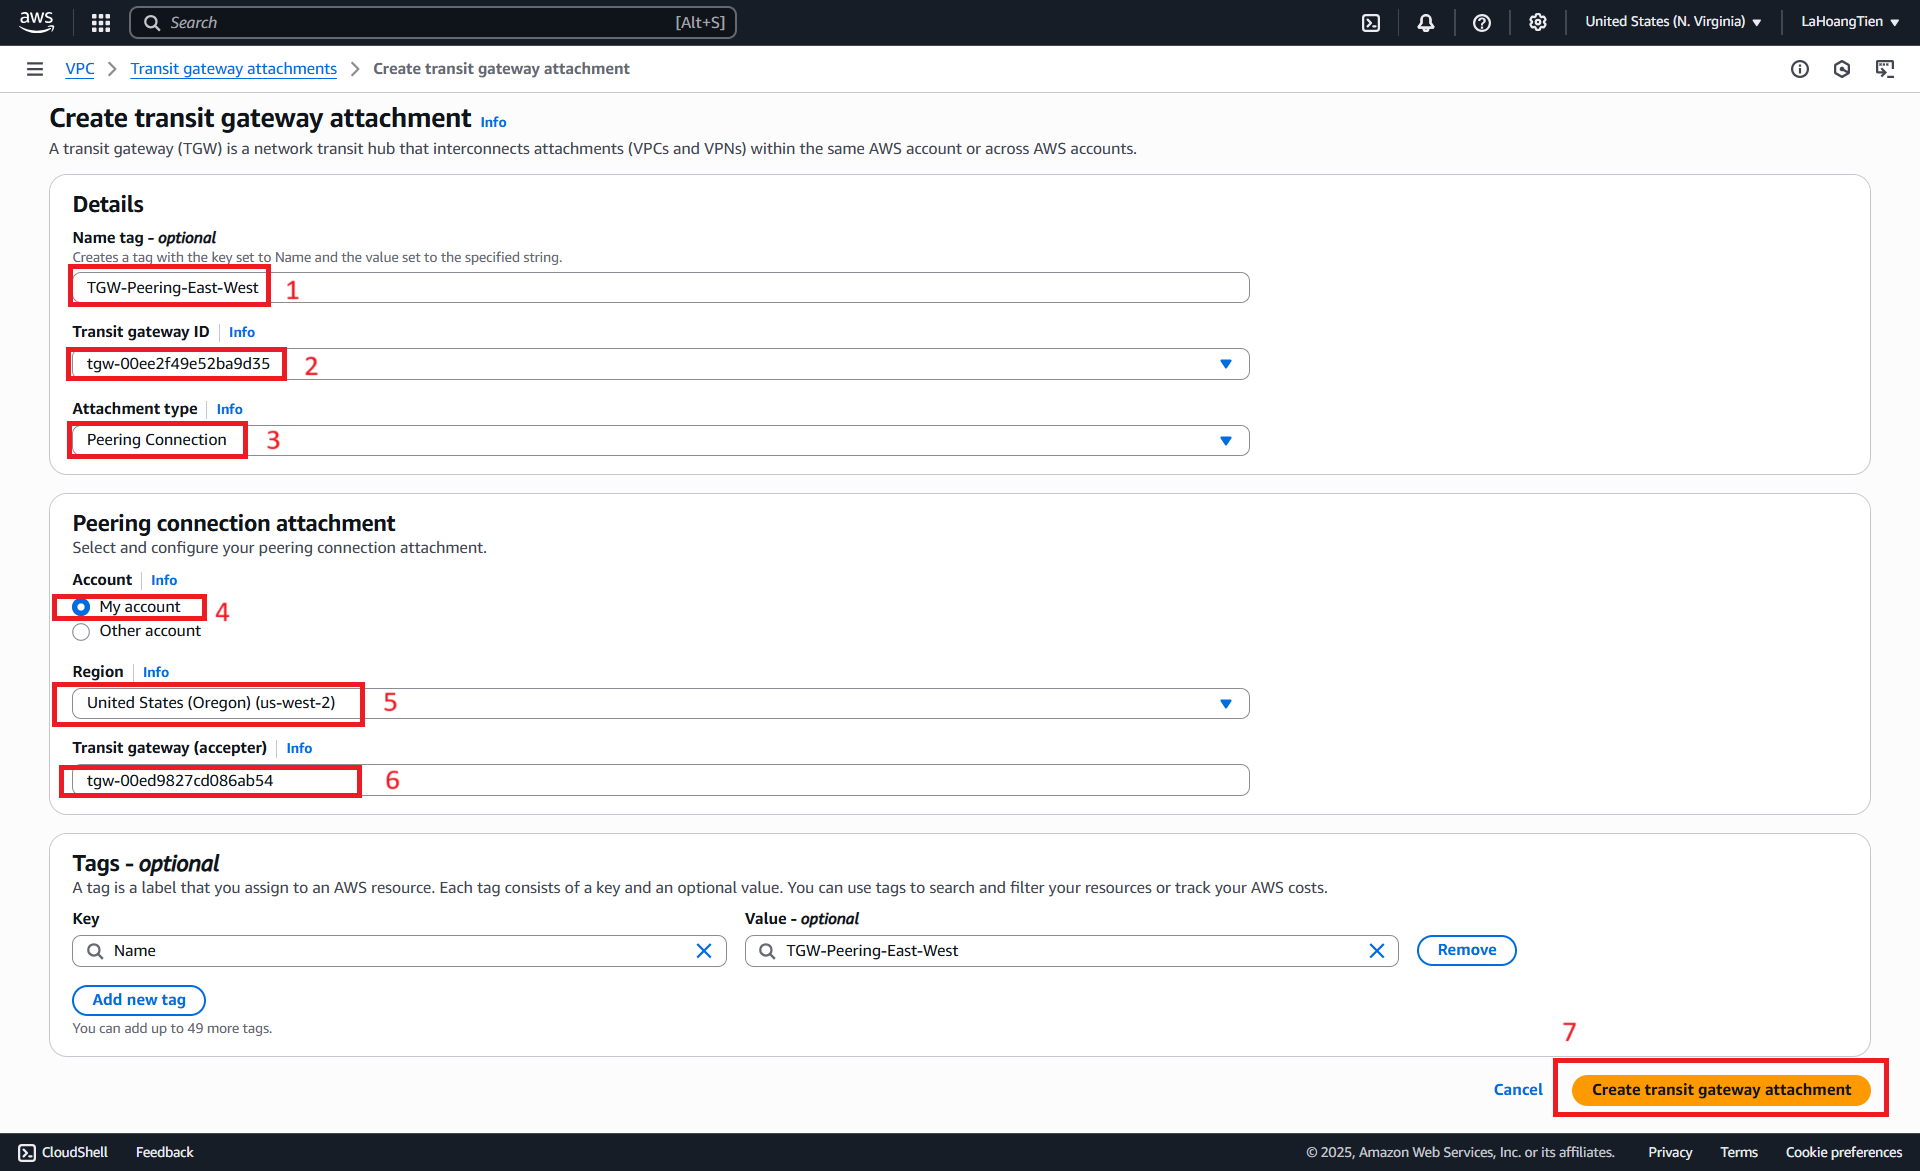 aws
Search [Alt+S]
United States (N. Virginia)
LaHoangTien
VPC
Transit gateway attachments
Create transit gateway attachment
Create transit gateway attachment Info
A transit gateway (TGW) is a network transit hub that interconnects attachments (VPCs and VPNs) within the same AWS account or across AWS accounts.
Details
Name tag - optional
Creates a tag with the key set to Name and the value set to the specified string.
TGW-Peering-East-West 1
Transit gateway ID Info
tgw-00ee2f49e52ba9d35 2
Attachment type Info
Peering Connection 3
Peering connection attachment
Select and configure your peering connection attachment.
Account Info
My account 4
Other account
Region Info
United States (Oregon) (us-west-2) 5
Transit gateway (accepter) Info
tgw-00ed9827cd086ab54 6
Tags - optional
A tag is a label that you assign to an AWS resource. Each tag consists of a key and an optional value. You can use tags to search and filter your resources or track your AWS costs.
Key Value - optional
Name TGW-Peering-East-West Remove
Add new tag
You can add up to 49 more tags.
7
Cancel Create transit gateway attachment
CloudShell Feedback © 2025, Amazon Web Services, Inc. or its affiliates. Privacy Terms Cookie preferences